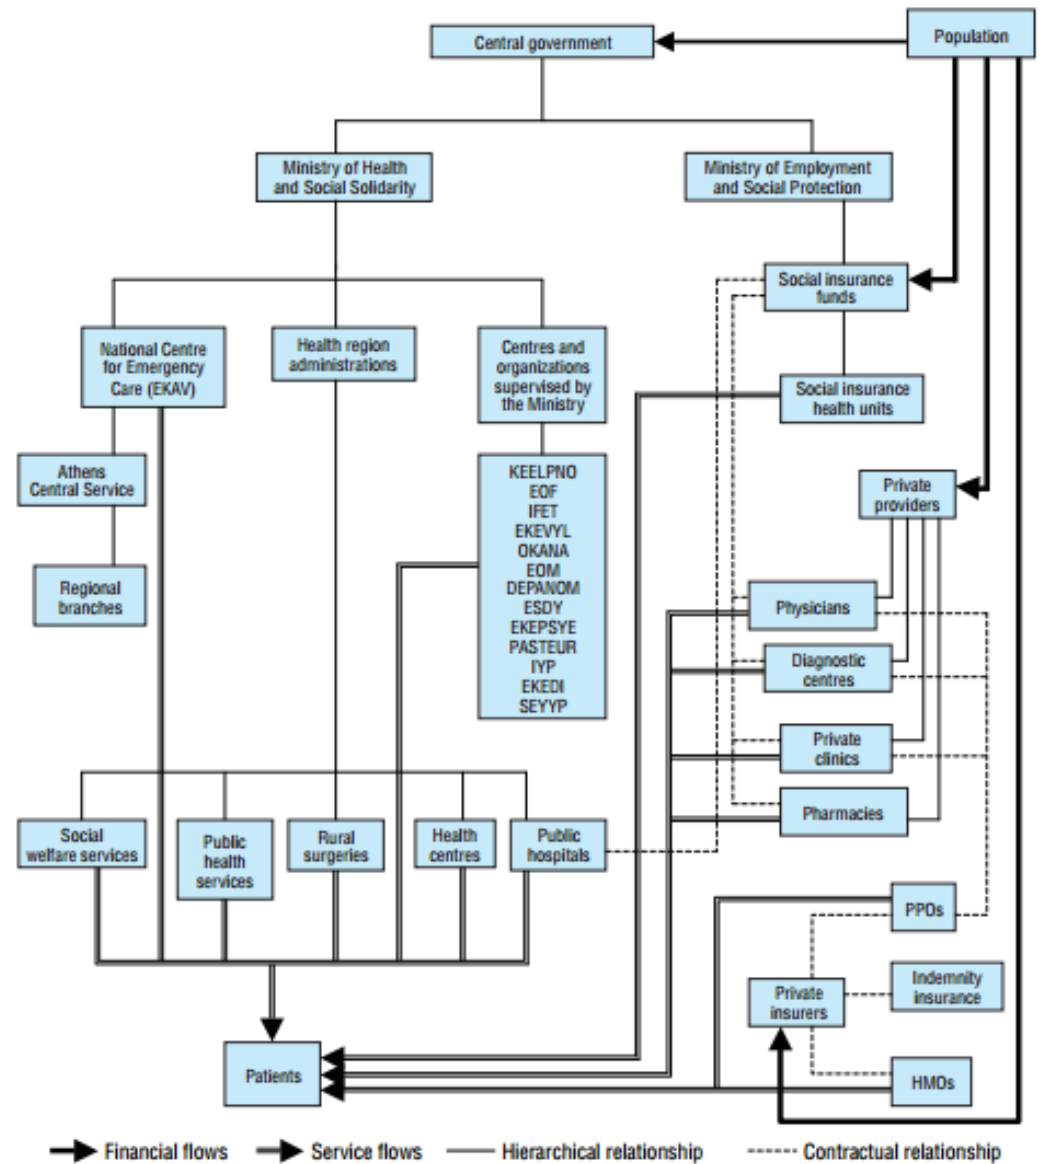 Central government
Population
Ministry of Health
and Social Solidarity
Ministry of Employment
and Social Protection
Social insurance
funds
National Centre
for Emergency
Care (EKAV)
Health region
administrations
Centres and
organizations
supervised by
the Ministry
Social insurance
health units
Athens
Central Service
KEELPNO
EOF
IFET
EKEVYL
OKANA
EOM
DEPANOM
ESDY
EKEPSYE
PASTEUR
IYP
EKEDI
SEYYP
Private
providers
Regional
branches
Physicians
Diagnostic
centres
Private
clinics
Pharmacies
Social
welfare services
Public
health
services
Rural
surgeries
Health
centres
Public
hospitals
PPOs
Indemnity
insurance
Private
insurers
Patients
HMOs
Financial flows
Service flows
Hierarchical relationship
Contractual relationship